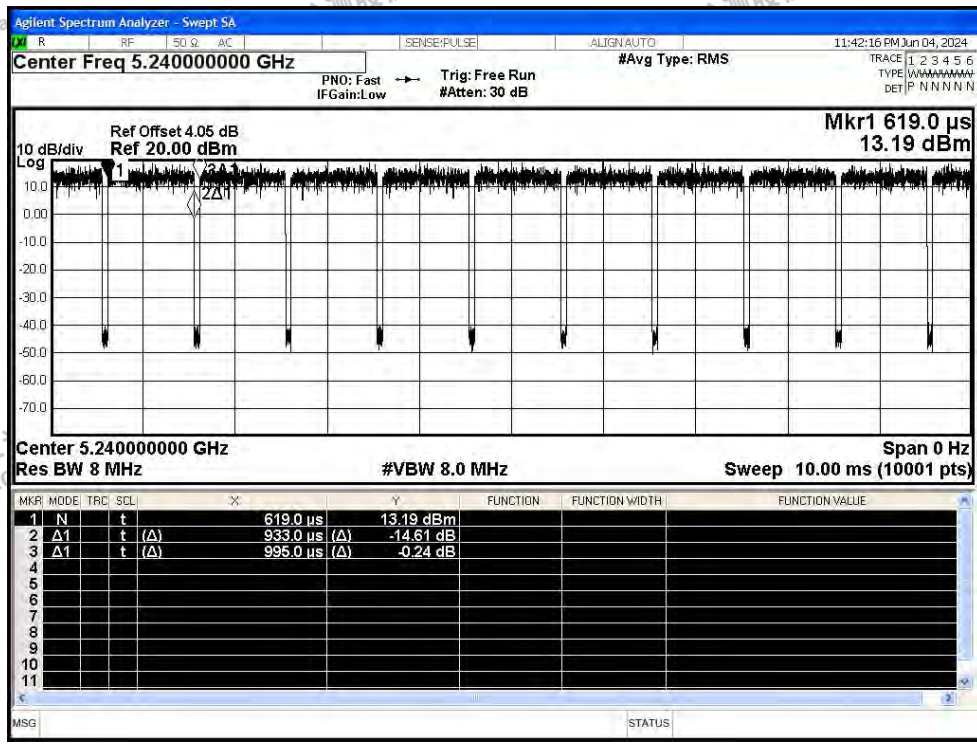 Agilent Spectrum Analyzer - Swept SA
LXI R RF 50 Ω AC SENSE:PULSE ALIGN AUTO 11:42:16 PM Jun 04, 2024
Center Freq 5.240000000 GHz #Avg Type: RMS TRACE 1 2 3 4 5 6
PNO: Fast Trig: Free Run TYPE WWWWWW
IFGain:Low #Atten: 30 dB DET P N N N N N
Mkr1 619.0 µs
Ref Offset 4.05 dB
10 dB/div Ref 20.00 dBm 13.19 dBm
Log
1 3Δ1
10.0
2Δ1
0.00
-10.0
-20.0
-30.0
-40.0
-50.0
-60.0
-70.0
Center 5.240000000 GHz Span 0 Hz
Res BW 8 MHz #VBW 8.0 MHz Sweep 10.00 ms (10001 pts)
MKR MODE TRC SCL X Y FUNCTION FUNCTION WIDTH FUNCTION VALUE
1 N t 619.0 µs 13.19 dBm
2 Δ1 t (Δ) 933.0 µs (Δ) -14.61 dB
3 Δ1 t (Δ) 995.0 µs (Δ) -0.24 dB
4
5
6
7
8
9
10
11
MSG STATUS